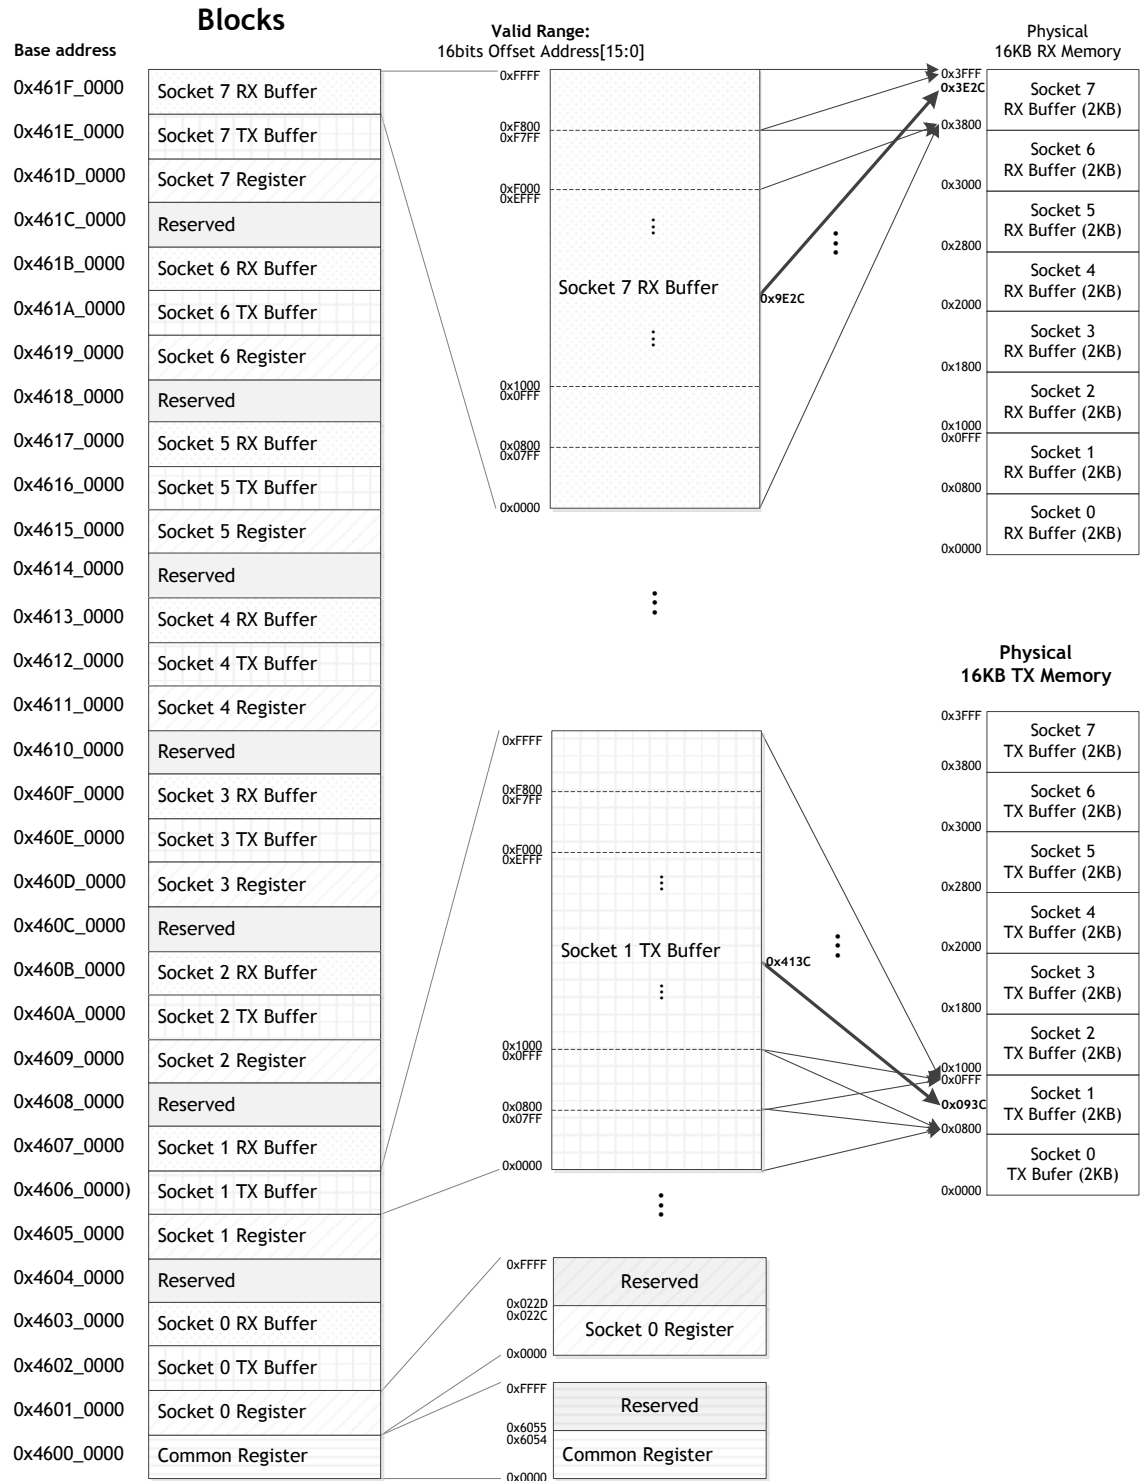 Blocks
Base address
Valid Range:
16bits Offset Address[15:0]
Physical
16KB RX Memory
0x461F_0000
Socket 7 RX Buffer
0x461E_0000
Socket 7 TX Buffer
0x461D_0000
Socket 7 Register
0x461C_0000
Reserved
0x461B_0000
Socket 6 RX Buffer
0x461A_0000
Socket 6 TX Buffer
0x4619_0000
Socket 6 Register
0x4618_0000
Reserved
0x4617_0000
Socket 5 RX Buffer
0x4616_0000
Socket 5 TX Buffer
0x4615_0000
Socket 5 Register
0x4614_0000
Reserved
0x4613_0000
Socket 4 RX Buffer
0x4612_0000
Socket 4 TX Buffer
0x4611_0000
Socket 4 Register
0x4610_0000
Reserved
0x460F_0000
Socket 3 RX Buffer
0x460E_0000
Socket 3 TX Buffer
0x460D_0000
Socket 3 Register
0x460C_0000
Reserved
0x460B_0000
Socket 2 RX Buffer
0x460A_0000
Socket 2 TX Buffer
0x4609_0000
Socket 2 Register
0x4608_0000
Reserved
0x4607_0000
Socket 1 RX Buffer
0x4606_0000)
Socket 1 TX Buffer
0x4605_0000
Socket 1 Register
0x4604_0000
Reserved
0x4603_0000
Socket 0 RX Buffer
0x4602_0000
Socket 0 TX Buffer
0x4601_0000
Socket 0 Register
0x4600_0000
Common Register
0xFFFF
0xF800
0xF7FF
0xF000
0xEFFF
Socket 7 RX Buffer
0x9E2C
0x1000
0x0FFF
0x0800
0x07FF
0x0000
0x3FFF
0x3E2C
Socket 7
RX Buffer (2KB)
0x3800
Socket 6
RX Buffer (2KB)
0x3000
Socket 5
RX Buffer (2KB)
0x2800
Socket 4
RX Buffer (2KB)
0x2000
Socket 3
RX Buffer (2KB)
0x1800
Socket 2
RX Buffer (2KB)
0x1000
0x0FFF
Socket 1
RX Buffer (2KB)
0x0800
Socket 0
RX Buffer (2KB)
0x0000
0xFFFF
0xF800
0xF7FF
0xF000
0xEFFF
Socket 1 TX Buffer
0x413C
0x1000
0x0FFF
0x0800
0x07FF
0x0000
Physical
16KB TX Memory
0x3FFF
Socket 7
TX Buffer (2KB)
0x3800
Socket 6
TX Buffer (2KB)
0x3000
Socket 5
TX Buffer (2KB)
0x2800
Socket 4
TX Buffer (2KB)
0x2000
Socket 3
TX Buffer (2KB)
0x1800
Socket 2
TX Buffer (2KB)
0x1000
0x0FFF
0x093C
Socket 1
TX Buffer (2KB)
0x0800
Socket 0
TX Bufer (2KB)
0x0000
0xFFFF
Reserved
0x022D
0x022C
Socket 0 Register
0x0000
0xFFFF
Reserved
0x6055
0x6054
Common Register
0x0000